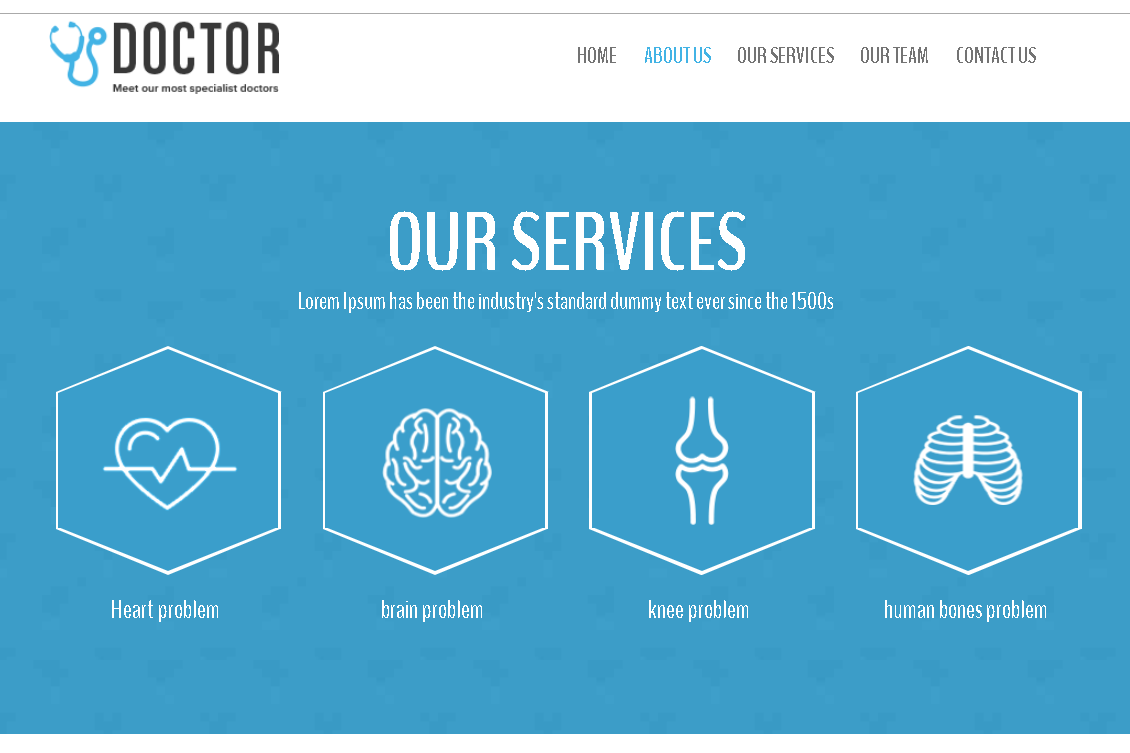 DOCTOR
Meet our most specialist doctors
HOME ABOUT US OUR SERVICES OUR TEAM CONTACT US
OUR SERVICES
Lorem Ipsum has been the industry's standard dummy text ever since the 1500s
Heart problem brain problem knee problem human bones problem